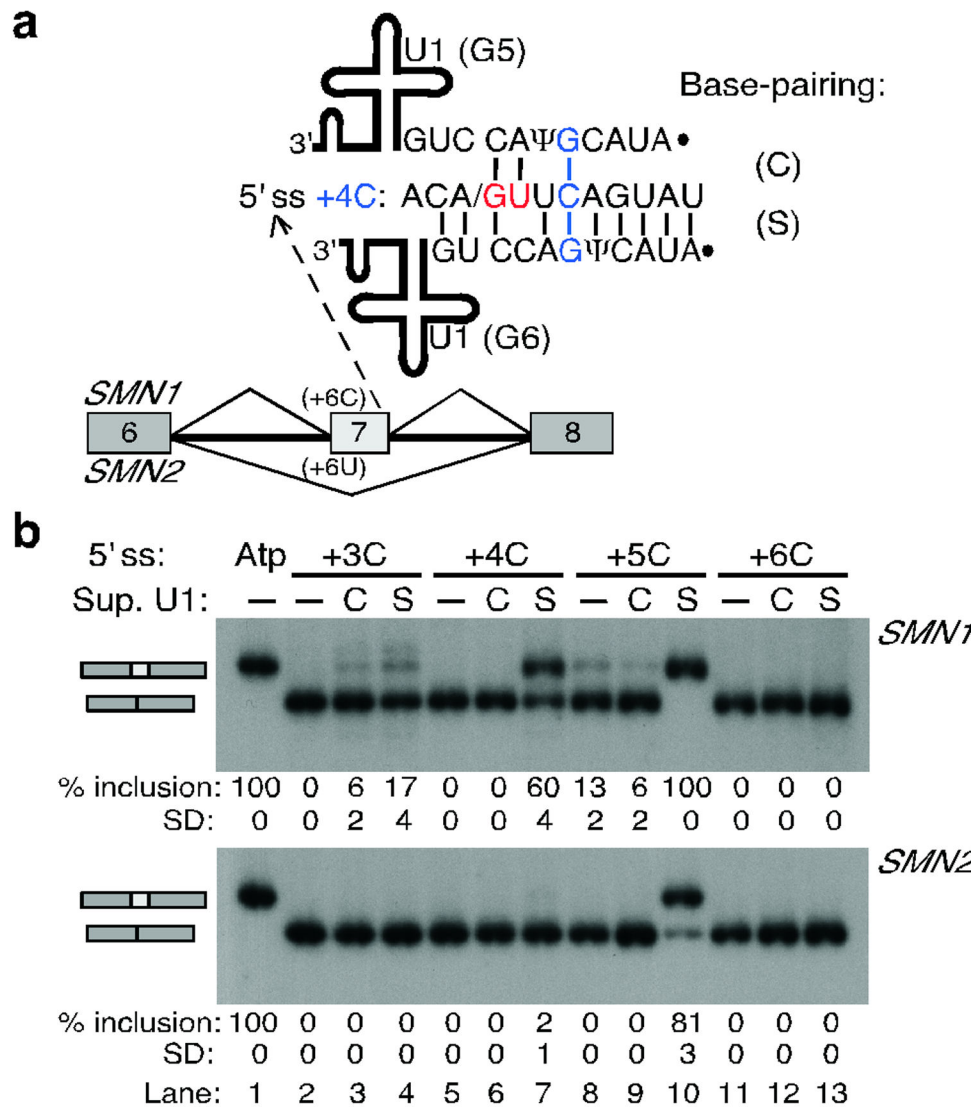 a
U1 (G5)
Base-pairing:
3' GUCCAΨGCAUA•
(C)
5'ss +4C: ACA/GUUCAGUAU
(S)
3' GUCCAGΨCAUA•
U1 (G6)
SMN1 (+6C)
6 7 8
SMN2 (+6U)
b
5'ss: Atp +3C +4C +5C +6C
Sup. U1: — — C S — C S — C S — C S
SMN1
% inclusion: 100 0 6 17 0 0 60 13 6 100 0 0 0
SD: 0 0 2 4 0 0 4 2 2 0 0 0 0
SMN2
% inclusion: 100 0 0 0 0 0 2 0 0 81 0 0 0
SD: 0 0 0 0 0 0 1 0 0 3 0 0 0
Lane: 1 2 3 4 5 6 7 8 9 10 11 12 13